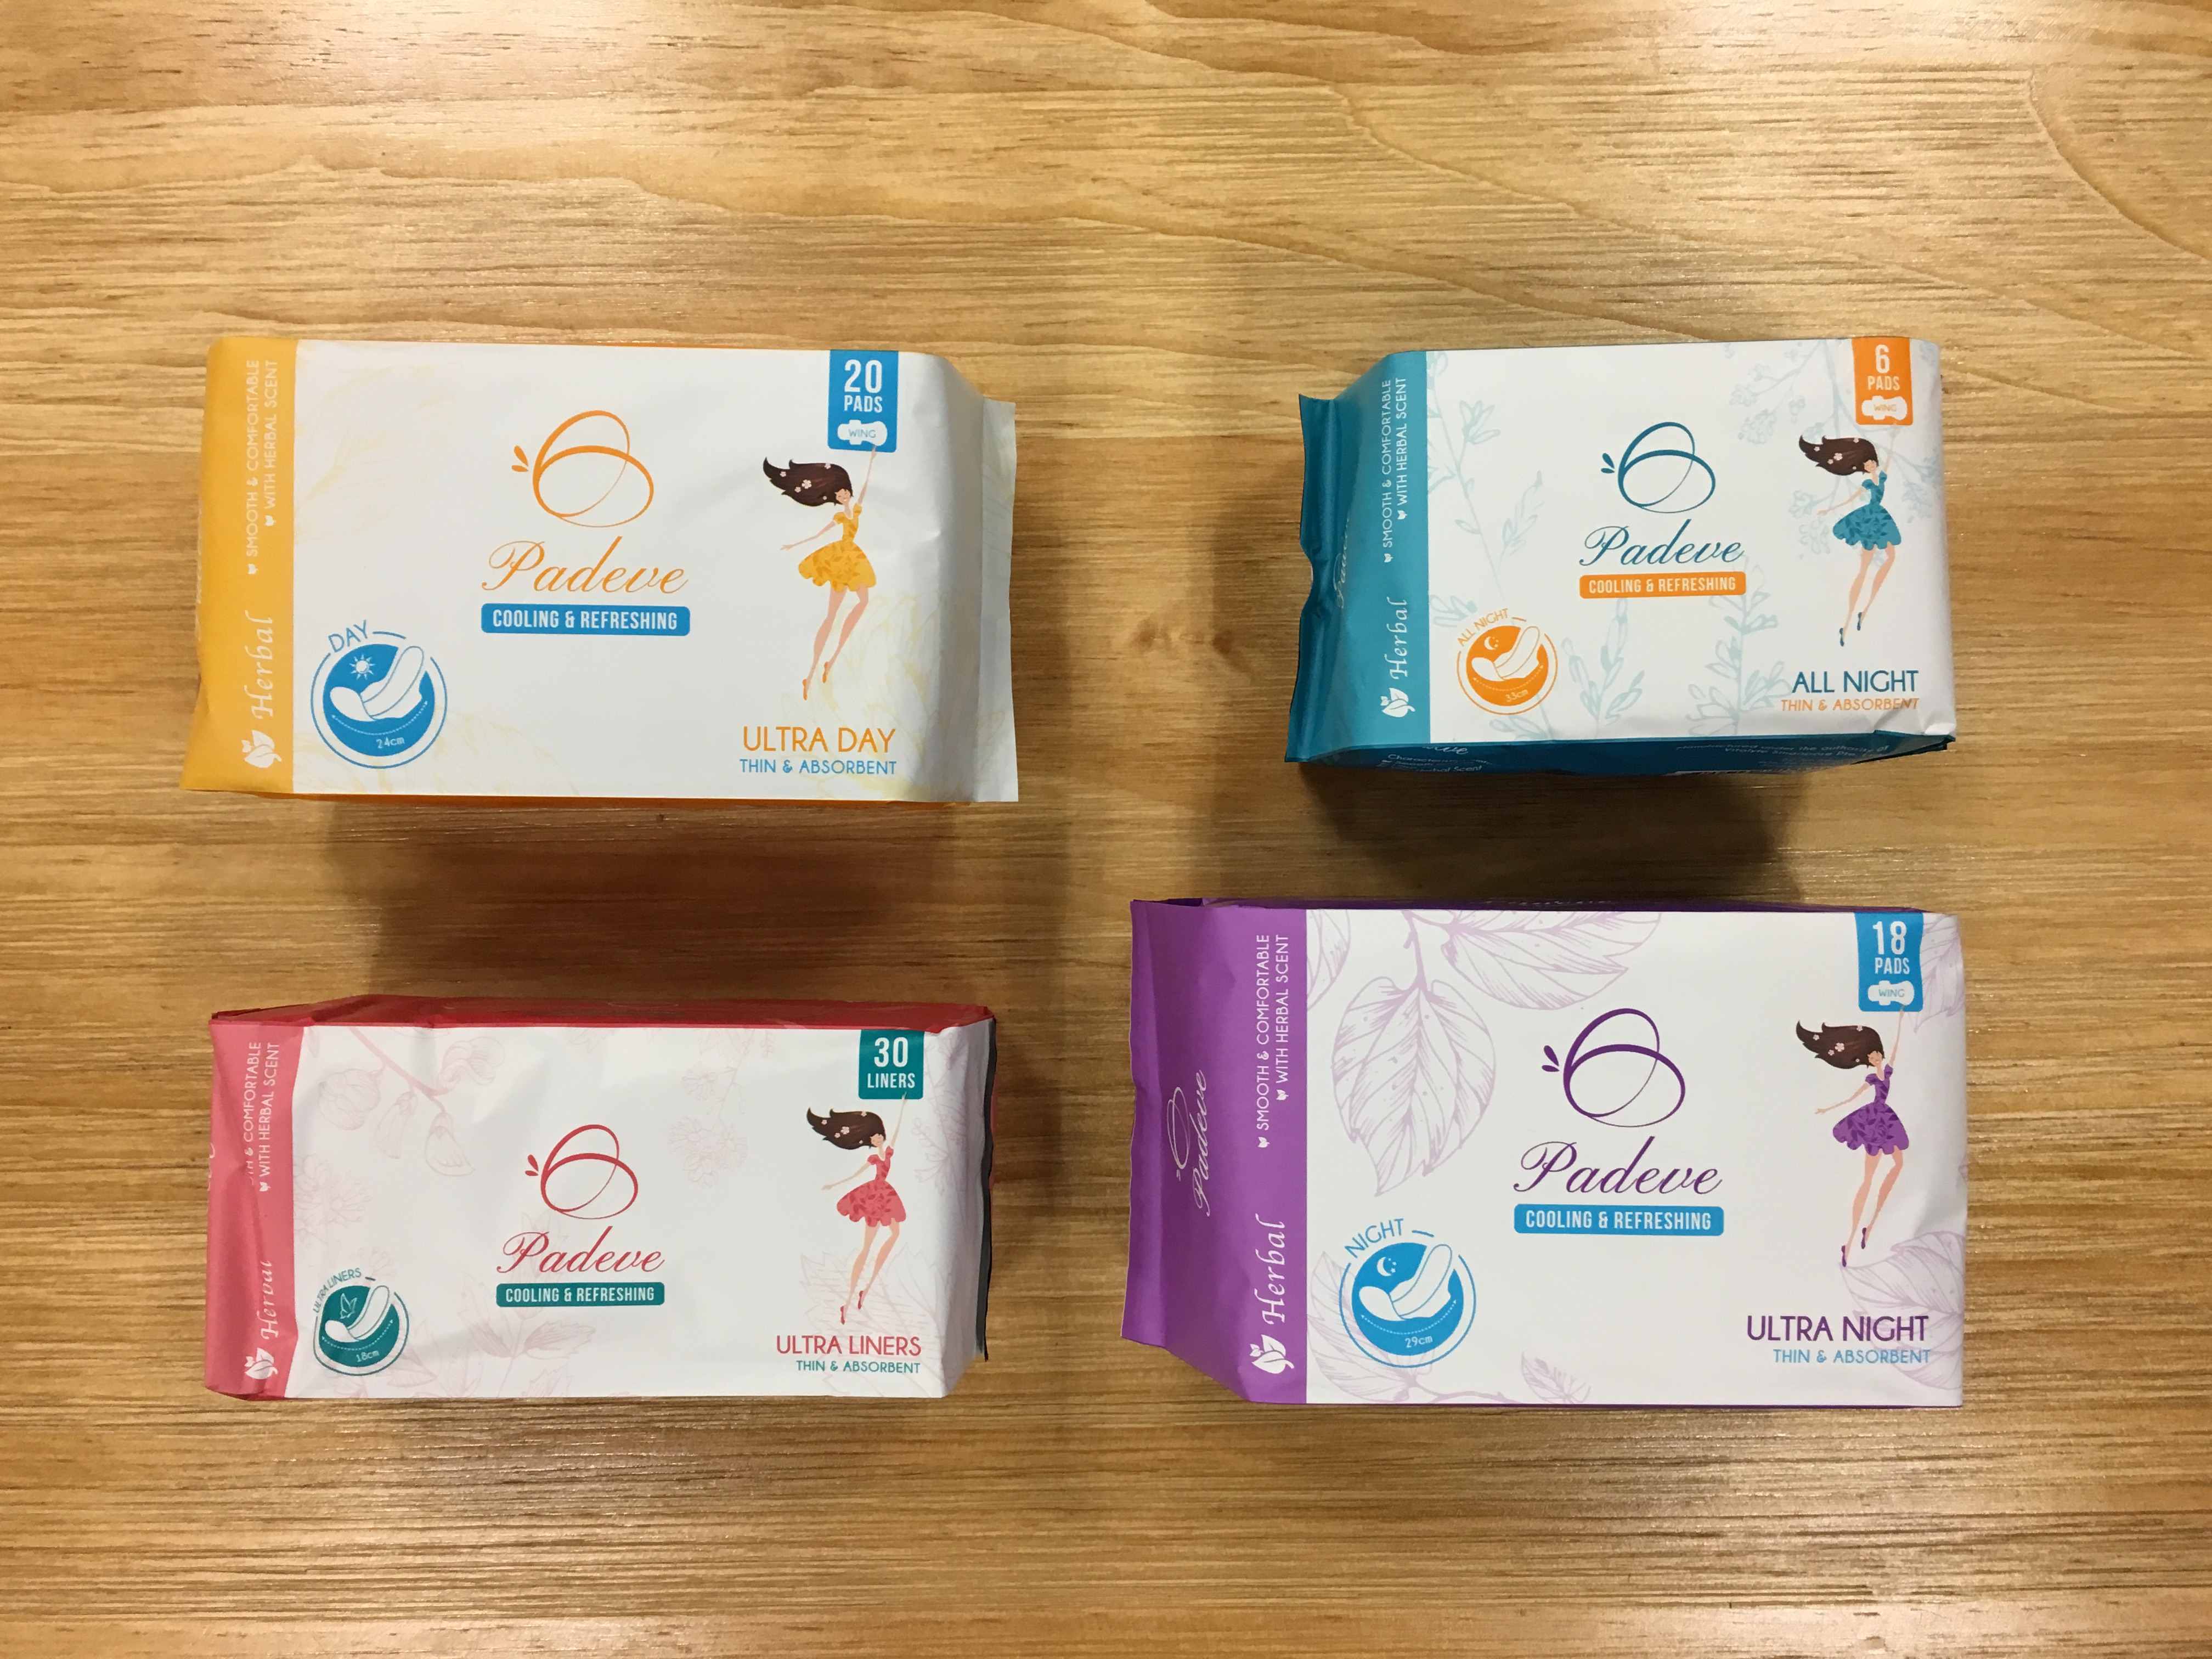 SMOOTH & COMFORTABLE
WITH HERBAL SCENT
Herbal
20
PADS
WING
Padeve
COOLING & REFRESHING
DAY
24cm
ULTRA DAY
THIN & ABSORBENT
SMOOTH & COMFORTABLE
WITH HERBAL SCENT
Herbal
6
PADS
WING
Padeve
COOLING & REFRESHING
ALL NIGHT
33cm
ALL NIGHT
THIN & ABSORBENT
& COMFORTABLE
WITH HERBAL SCENT
Herbal
30
LINERS
Padeve
COOLING & REFRESHING
ULTRA LINERS
18cm
ULTRA LINERS
THIN & ABSORBENT
Padeve
SMOOTH & COMFORTABLE
WITH HERBAL SCENT
Herbal
18
PADS
WING
Padeve
COOLING & REFRESHING
NIGHT
29cm
ULTRA NIGHT
THIN & ABSORBENT